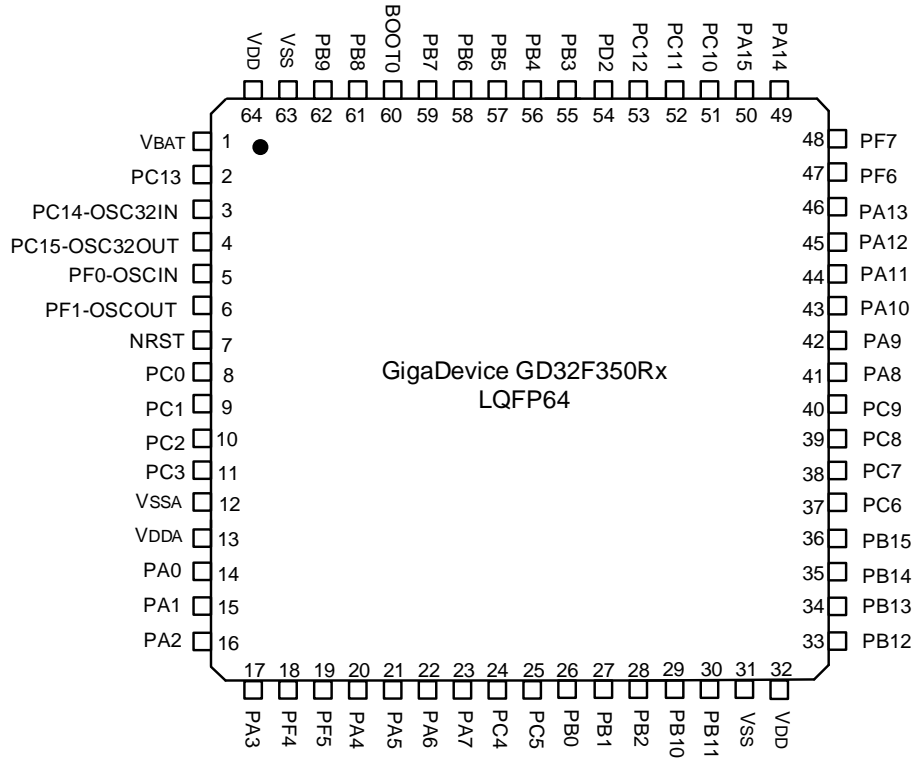 VDD VSS PB9 PB8 BOOT0 PB7 PB6 PB5 PB4 PB3 PD2 PC12 PC11 PC10 PA15 PA14
64 63 62 61 60 59 58 57 56 55 54 53 52 51 50 49
VBAT 1 48 PF7
PC13 2 47 PF6
PC14-OSC32IN 3 46 PA13
PC15-OSC32OUT 4 45 PA12
PF0-OSCIN 5 44 PA11
PF1-OSCOUT 6 43 PA10
NRST 7 42 PA9
PC0 8 41 PA8
GigaDevice GD32F350Rx
LQFP64
PC1 9 40 PC9
PC2 10 39 PC8
PC3 11 38 PC7
VSSA 12 37 PC6
VDDA 13 36 PB15
PA0 14 35 PB14
PA1 15 34 PB13
PA2 16 33 PB12
17 18 19 20 21 22 23 24 25 26 27 28 29 30 31 32
PA3 PF4 PF5 PA4 PA5 PA6 PA7 PC4 PC5 PB0 PB1 PB2 PB10 PB11 VSS VDD